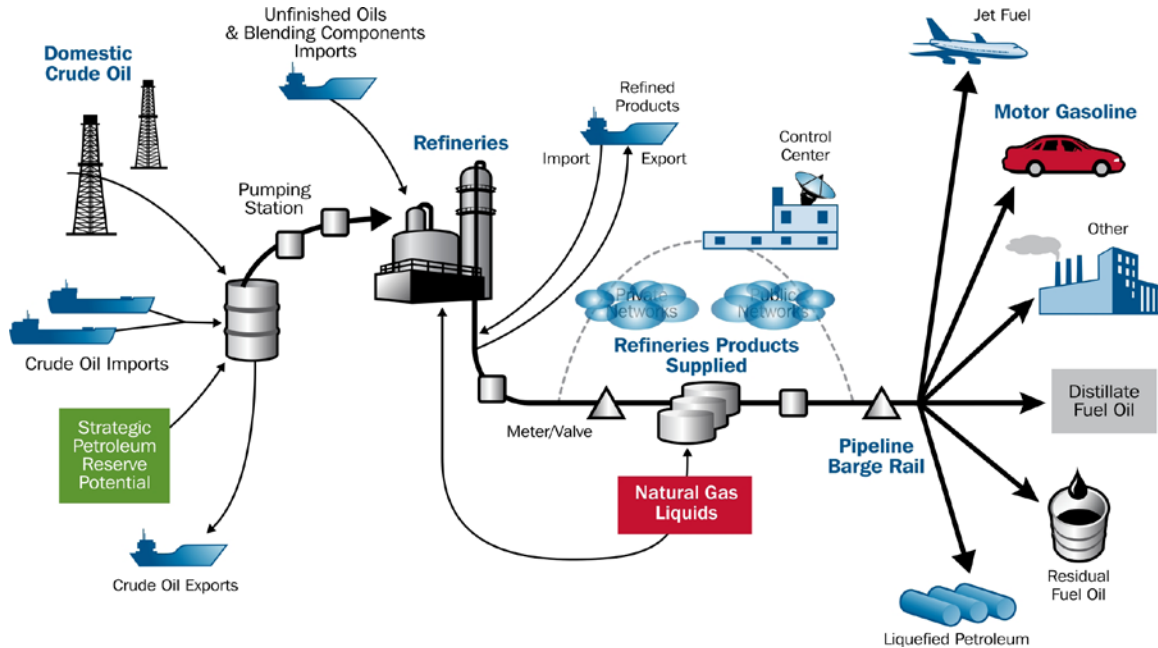 Unfinished Oils
& Blending Components
Imports
Domestic
Crude Oil
Refineries
Refined
Products
Import
Export
Control
Center
Jet Fuel
Motor Gasoline
Pumping
Station
Other
Private
Networks
Public
Networks
Refineries Products
Supplied
Crude Oil Imports
Strategic
Petroleum
Reserve
Potential
Meter/Valve
Distillate
Fuel Oil
Pipeline
Barge Rail
Natural Gas
Liquids
Crude Oil Exports
Residual
Fuel Oil
Liquefied Petroleum